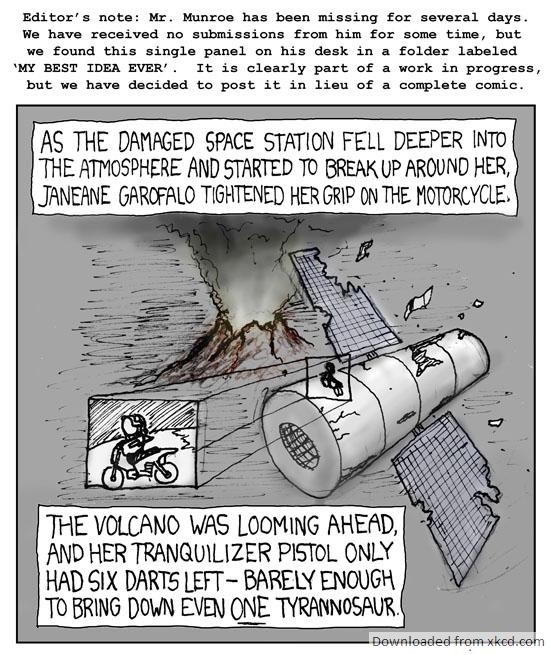 Editor's note: Mr. Munroe has been missing for several days.
We have received no submissions from him for some time, but
we found this single panel on his desk in a folder labeled
'MY BEST IDEA EVER'. It is clearly part of a work in progress,
but we have decided to post it in lieu of a complete comic.
AS THE DAMAGED SPACE STATION FELL DEEPER INTO
THE ATMOSPHERE AND STARTED TO BREAK UP AROUND HER,
JANEANE GAROFALO TIGHTENED HER GRIP ON THE MOTORCYCLE.
THE VOLCANO WAS LOOMING AHEAD,
AND HER TRANQUILIZER PISTOL ONLY
HAD SIX DARTS LEFT — BARELY ENOUGH
TO BRING DOWN EVEN ONE TYRANNOSAUR.
Downloaded from xkcd.com